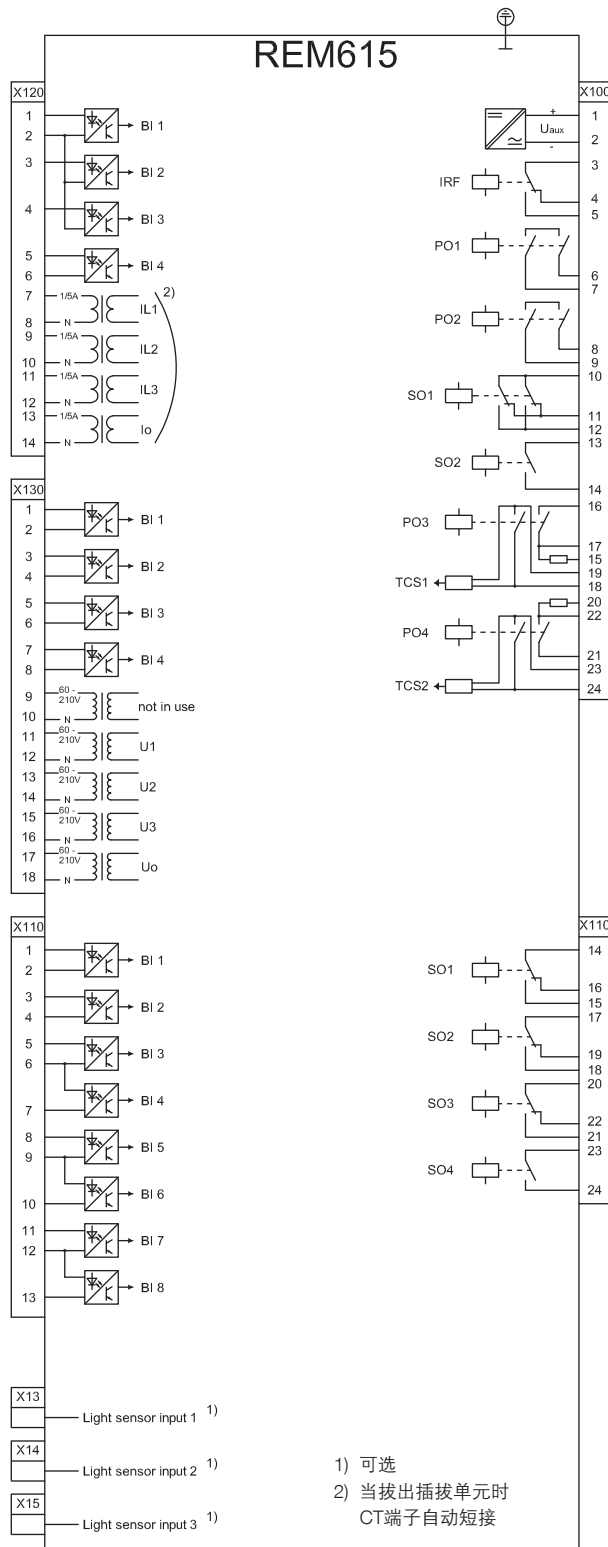 REM615
X120
1
2
BI 1
3
BI 2
4
BI 3
5
6
BI 4
7 1/5A
2)
8 N
IL1
9 1/5A
10 N
IL2
11 1/5A
12 N
IL3
13 1/5A
14 N
Io
X130
1
2
BI 1
3
4
BI 2
5
6
BI 3
7
8
BI 4
9 60 - 210V
10 N
not in use
11 60 - 210V
12 N
U1
13 60 - 210V
14 N
U2
15 60 - 210V
16 N
U3
17 60 - 210V
18 N
Uo
X110
1
2
BI 1
3
4
BI 2
5
6
BI 3
7
BI 4
8
9
BI 5
10
BI 6
11
12
BI 7
13
BI 8
X13
Light sensor input 1 1)
X14
Light sensor input 2 1)
X15
Light sensor input 3 1)
X100
+
1
Uaux
2
-
3
IRF
4
5
PO1
6
7
PO2
8
9
10
SO1
11
12
13
SO2
14
16
PO3
17
15
19
TCS1
18
20
22
PO4
21
23
TCS2
24
X110
14
SO1
16
15
17
SO2
19
18
20
SO3
22
21
23
SO4
24
1) 可选
2) 当拔出插拔单元时
CT端子自动短接